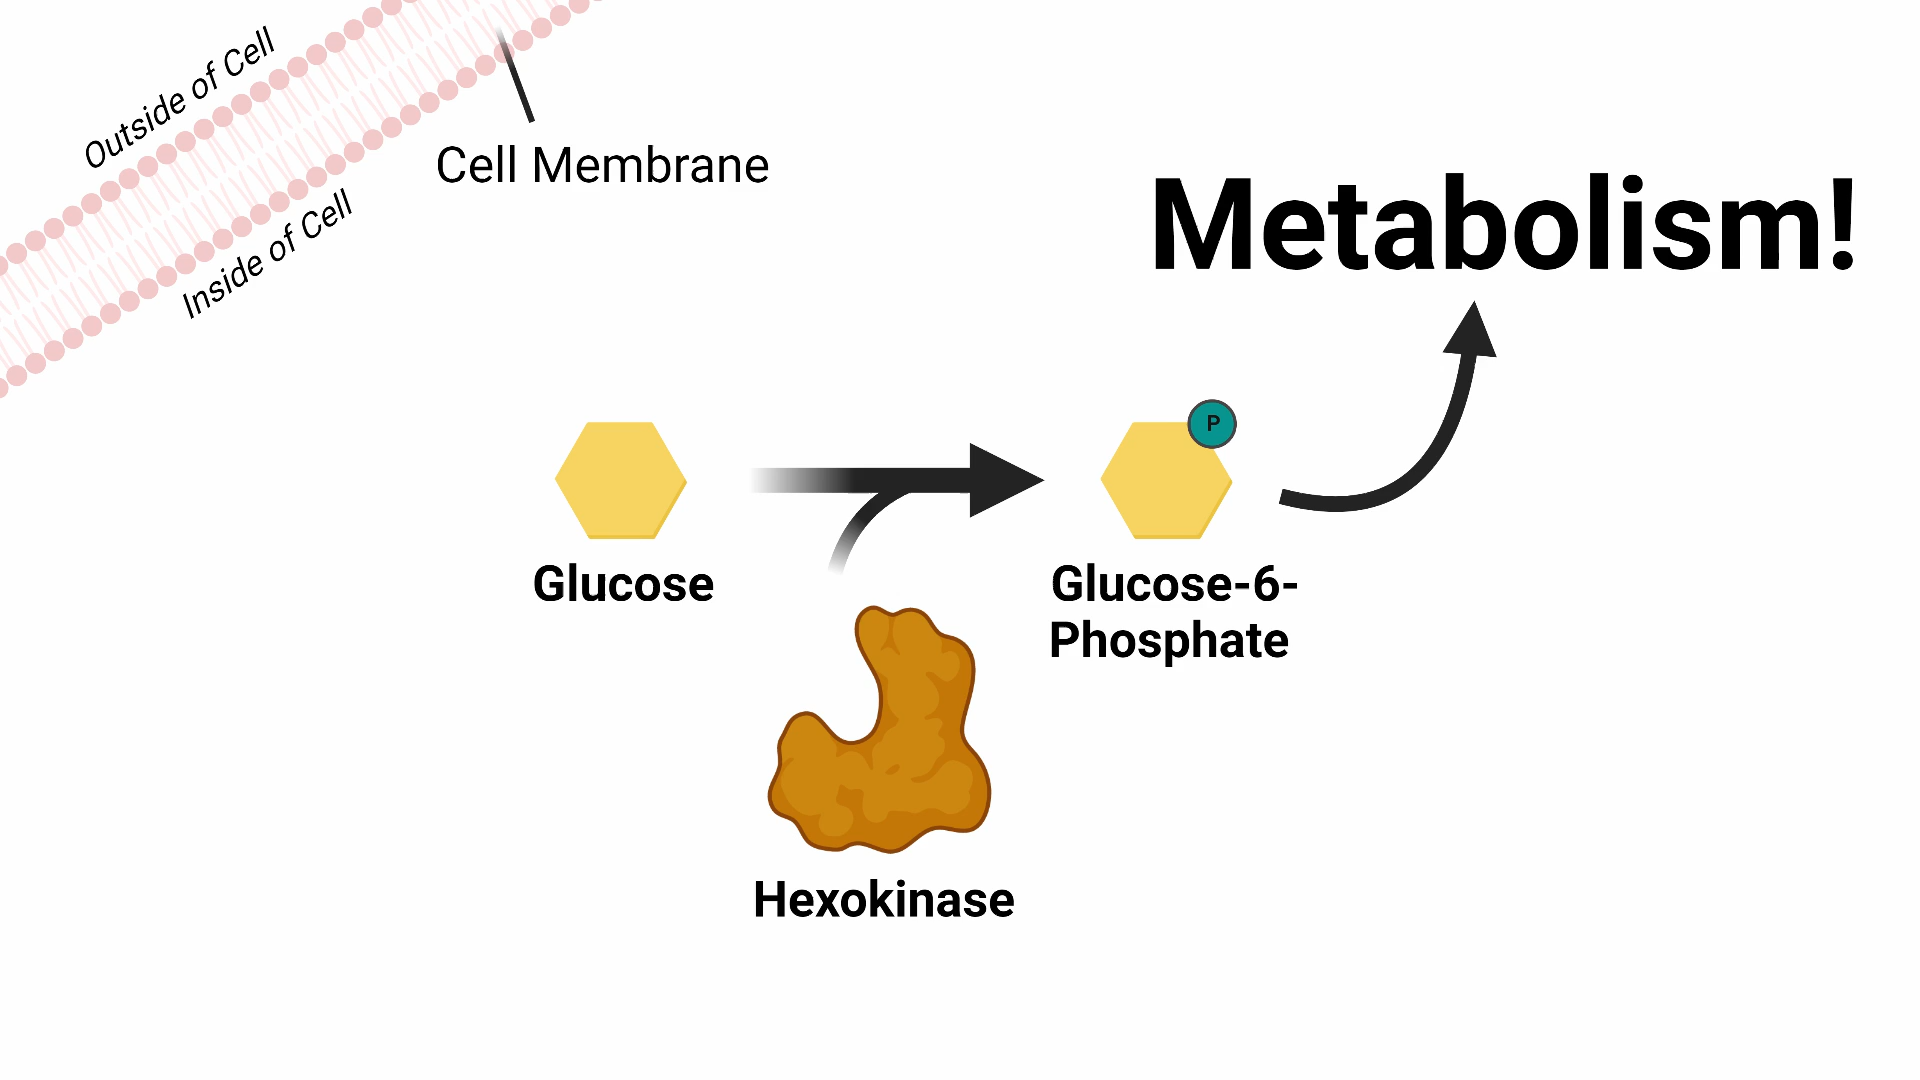 Outside of Cell
Inside of Cell
Cell Membrane
Metabolism!
Glucose
P
Glucose-6-
Phosphate
Hexokinase